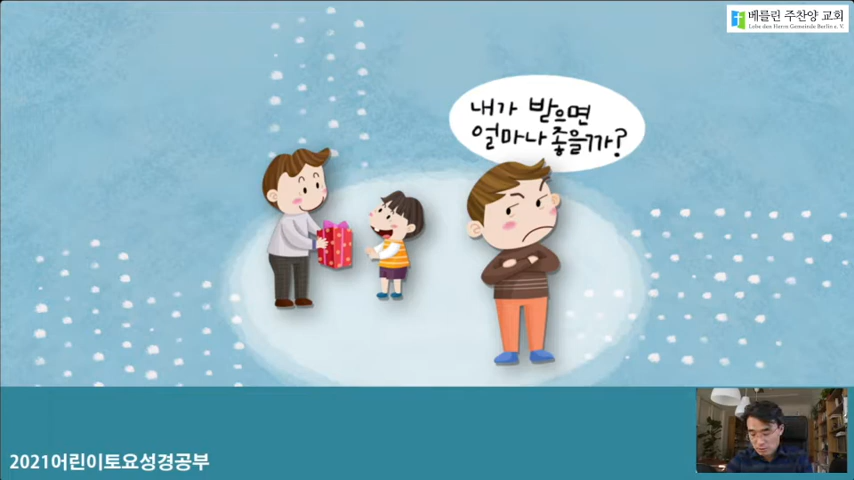 베를린 주찬양 교회
Lobe den Herrn Gemeinde Berlin e. V.
내가 받으면
얼마나 좋을까?
2021어린이토요성경공부